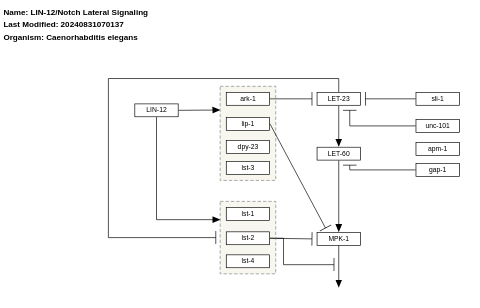 Name: LIN-12/Notch Lateral Signaling
Last Modified: 20240831070137
Organism: Caenorhabditis elegans
LIN-12
ark-1
lip-1
dpy-23
lst-3
LET-23
sli-1
unc-101
LET-60
apm-1
gap-1
lst-1
lst-2
lst-4
MPK-1